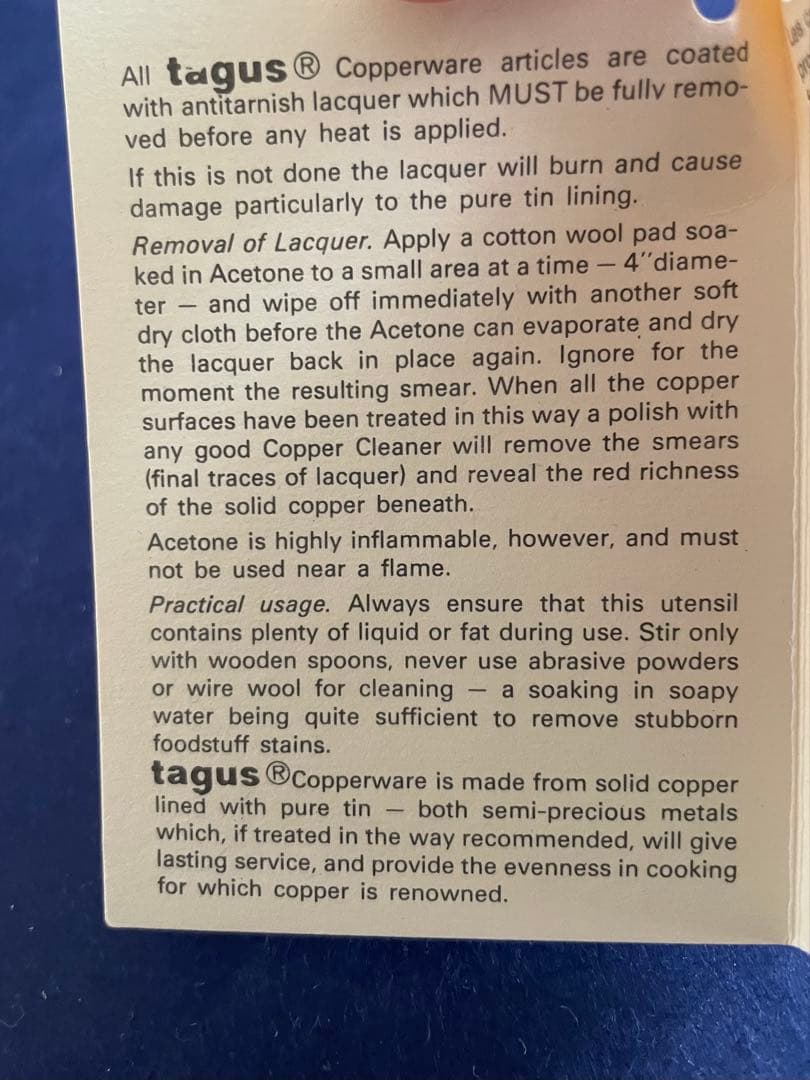 All tagus® Copperware articles are coated
with antitarnish lacquer which MUST be fully remo-
ved before any heat is applied.
If this is not done the lacquer will burn and cause
damage particularly to the pure tin lining.
Removal of Lacquer. Apply a cotton wool pad soa-
ked in Acetone to a small area at a time — 4″diame-
ter — and wipe off immediately with another soft
dry cloth before the Acetone can evaporate and dry
the lacquer back in place again. Ignore for the
moment the resulting smear. When all the copper
surfaces have been treated in this way a polish with
any good Copper Cleaner will remove the smears
(final traces of lacquer) and reveal the red richness
of the solid copper beneath.
Acetone is highly inflammable, however, and must
not be used near a flame.
Practical usage. Always ensure that this utensil
contains plenty of liquid or fat during use. Stir only
with wooden spoons, never use abrasive powders
or wire wool for cleaning — a soaking in soapy
water being quite sufficient to remove stubborn
foodstuff stains.
tagus®Copperware is made from solid copper
lined with pure tin — both semi-precious metals
which, if treated in the way recommended, will give
lasting service, and provide the evenness in cooking
for which copper is renowned.